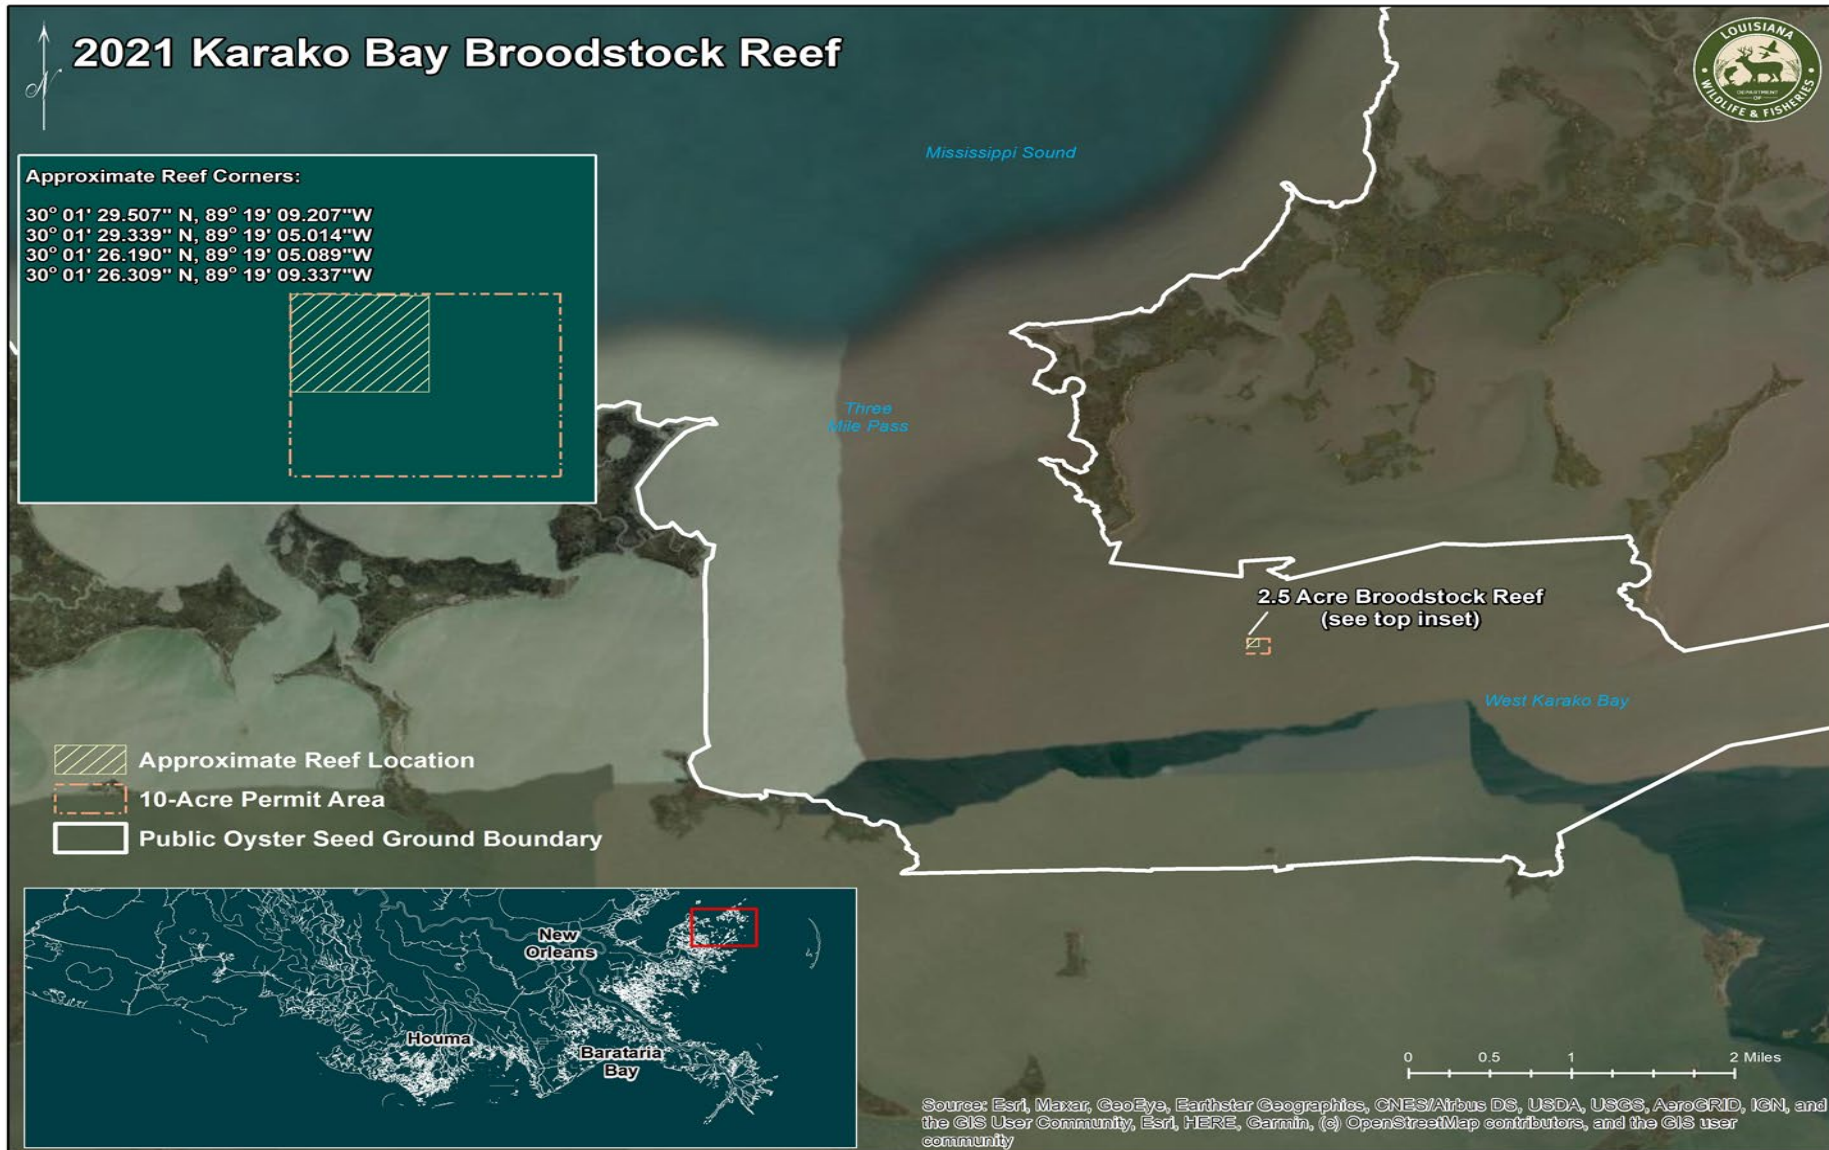 2021 Karako Bay Broodstock Reef
N
LOUISIANA
DEPARTMENT
OF
WILDLIFE & FISHERIES
Mississippi Sound
Approximate Reef Corners:
30° 01' 29.507" N, 89° 19' 09.207"W
30° 01' 29.339" N, 89° 19' 05.014"W
30° 01' 26.190" N, 89° 19' 05.089"W
30° 01' 26.309" N, 89° 19' 09.337"W
Three
Mile Pass
2.5 Acre Broodstock Reef
(see top inset)
West Karako Bay
Approximate Reef Location
10-Acre Permit Area
Public Oyster Seed Ground Boundary
New
Orleans
Houma
Barataria
Bay
0 0.5 1 2 Miles
Source: Esri, Maxar, GeoEye, Earthstar Geographics, CNES/Airbus DS, USDA, USGS, AeroGRID, IGN, and
the GIS User Community, Esri, HERE, Garmin, (c) OpenStreetMap contributors, and the GIS user
community